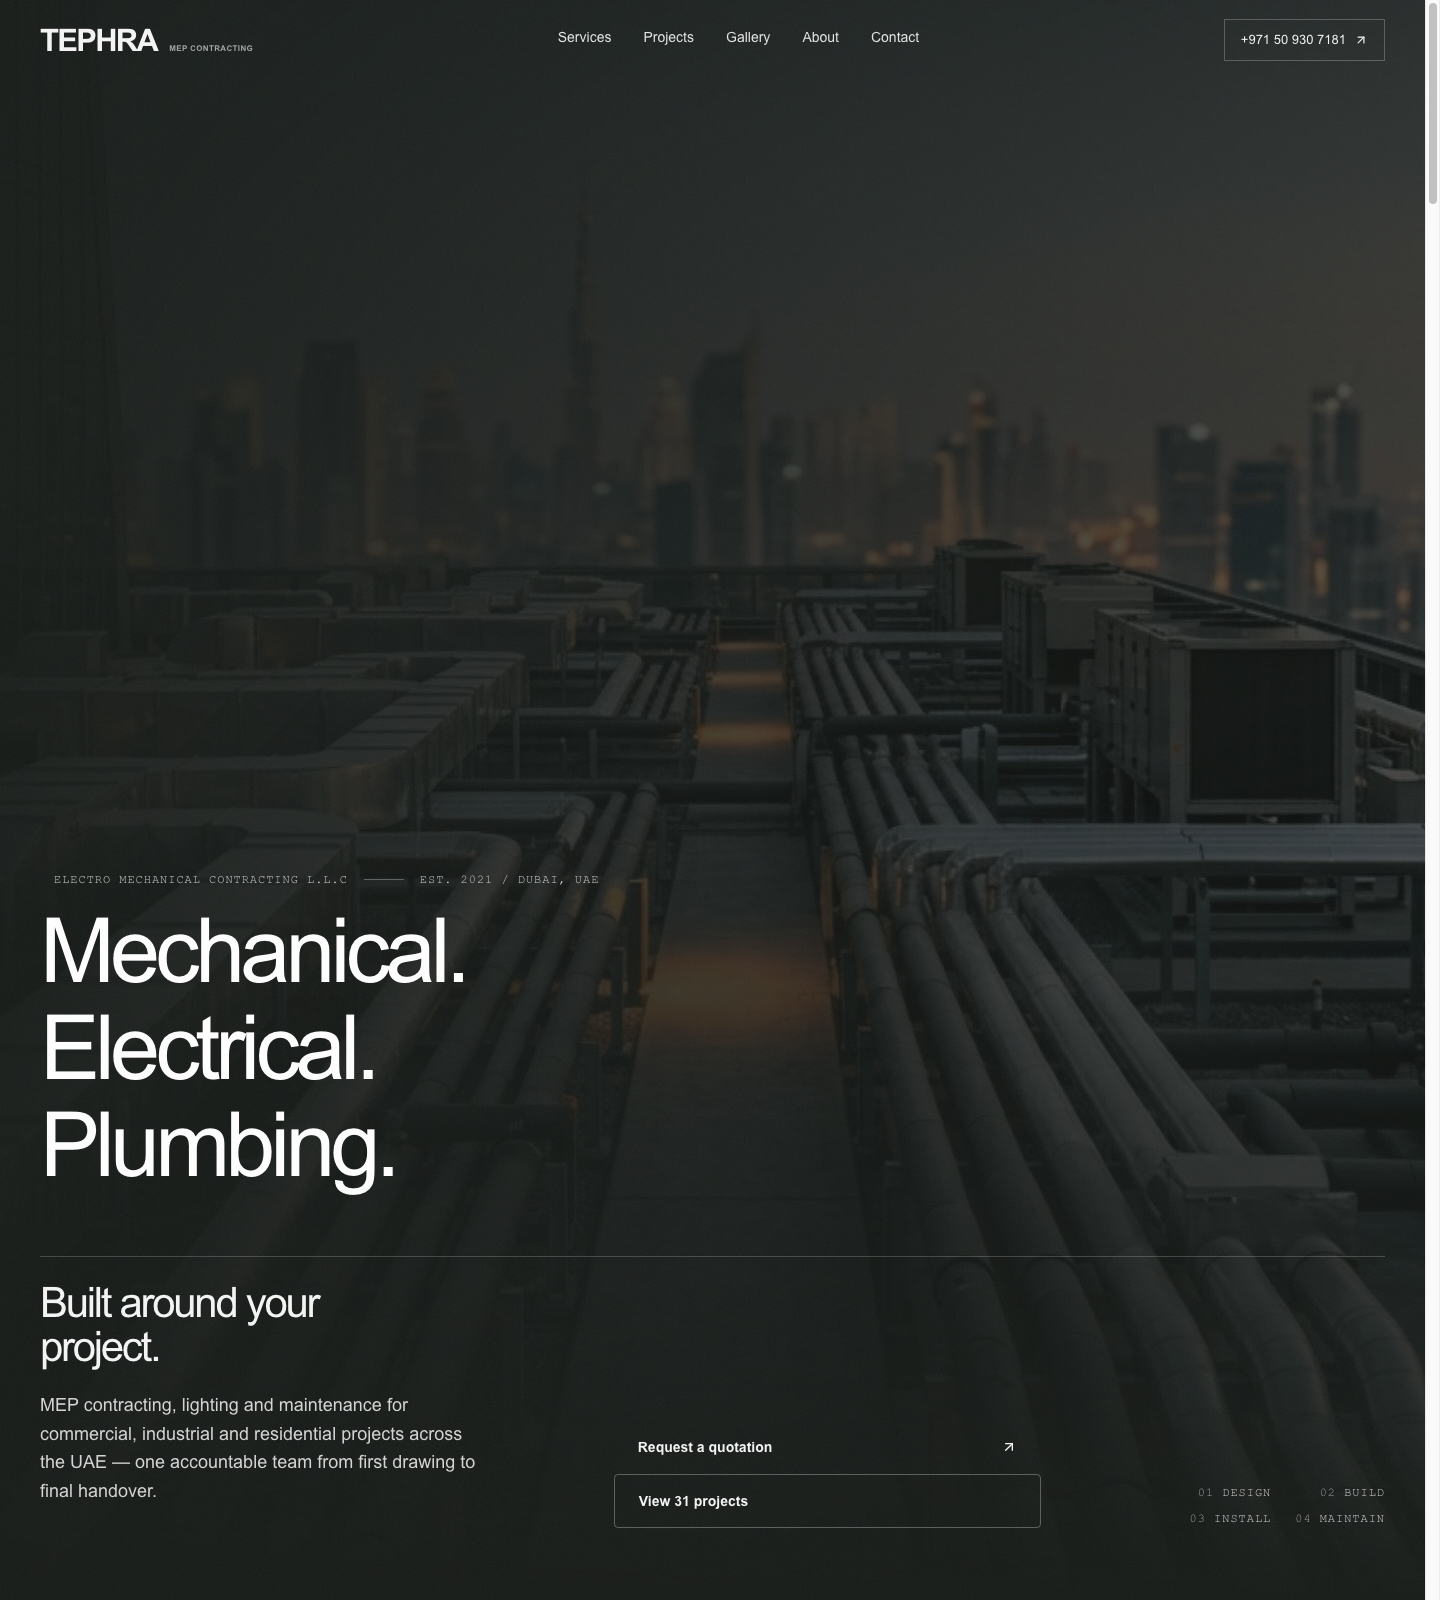 TEPHRA MEP CONTRACTING
Services Projects Gallery About Contact
+971 50 930 7181
ELECTRO MECHANICAL CONTRACTING L.L.C
EST. 2021 / DUBAI, UAE
Mechanical.
Electrical.
Plumbing.
Built around your
project.
MEP contracting, lighting and maintenance for
commercial, industrial and residential projects across
the UAE — one accountable team from first drawing to
final handover.
Request a quotation
View 31 projects
01 DESIGN 02 BUILD
03 INSTALL 04 MAINTAIN